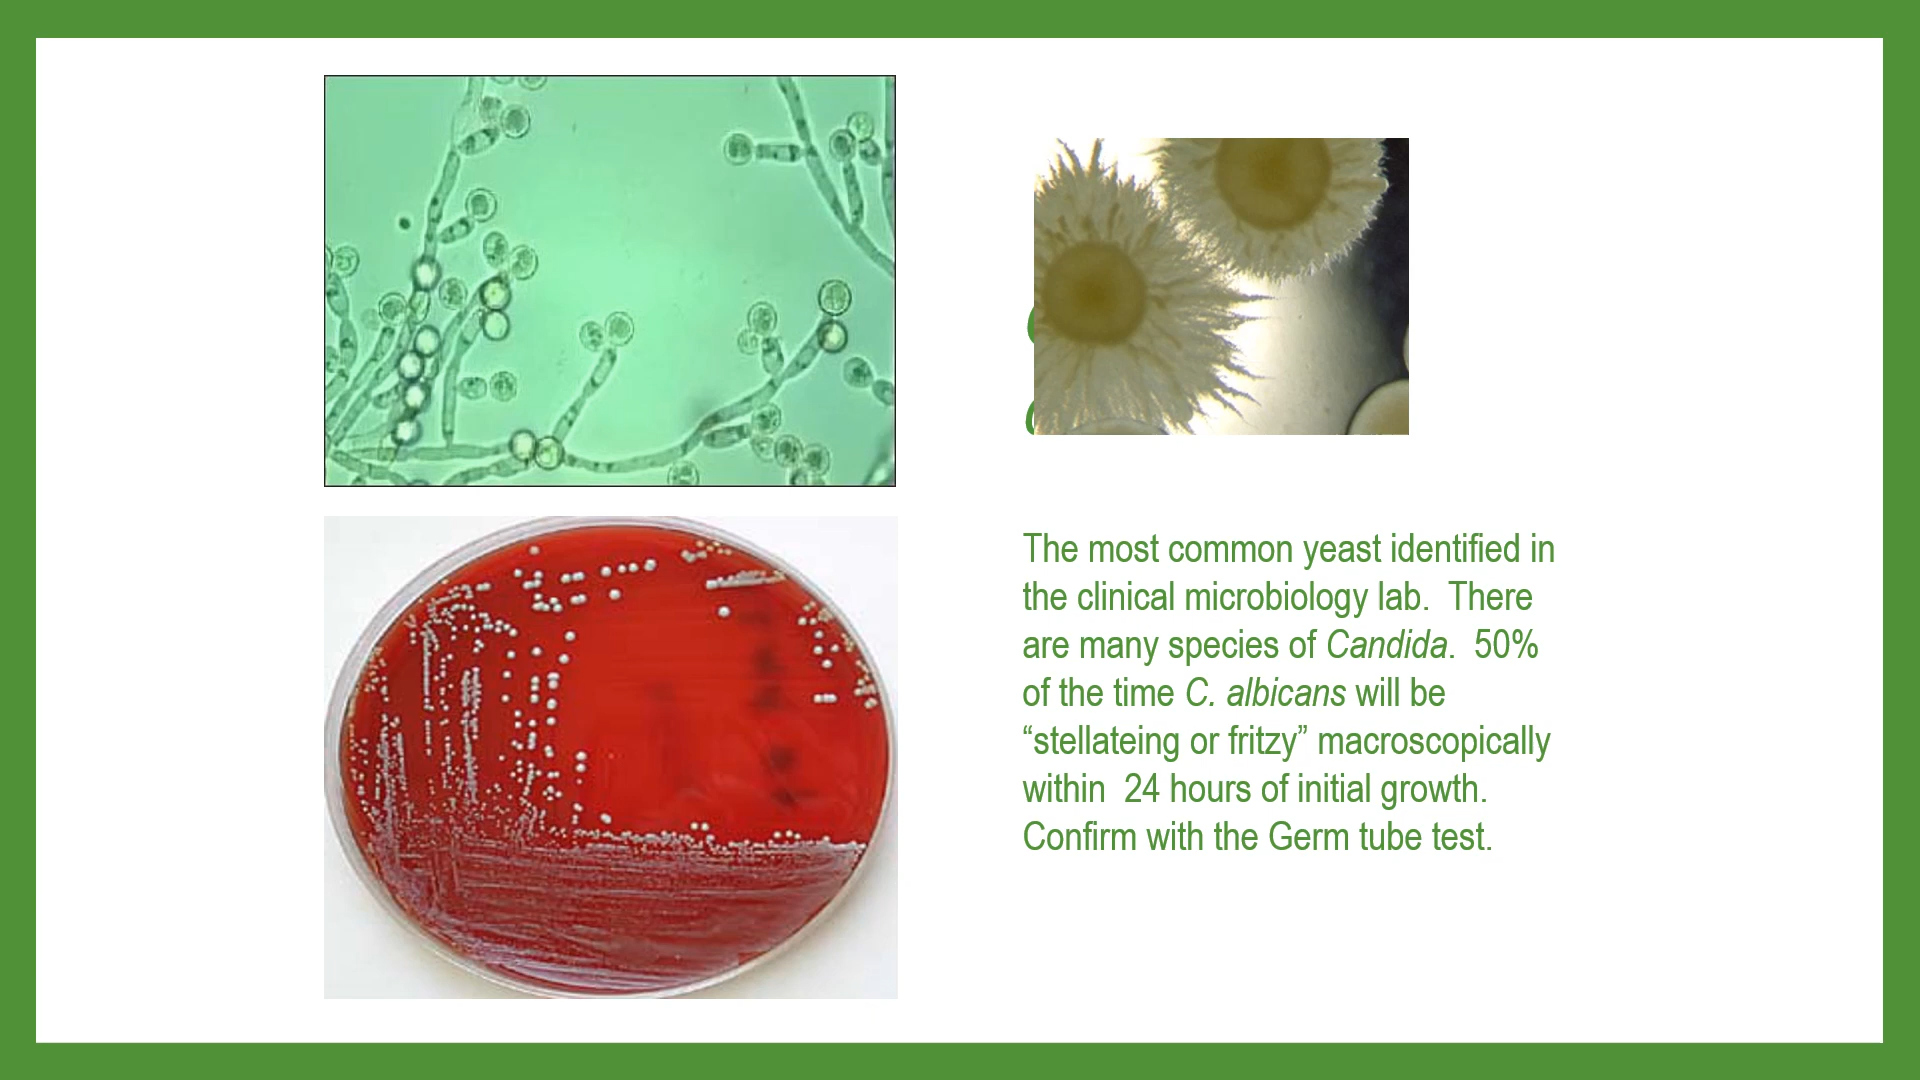 The most common yeast identified in
the clinical microbiology lab.  There
are many species of Candida.  50%
of the time C. albicans will be
“stellateing or fritzy” macroscopically
within  24 hours of initial growth.
Confirm with the Germ tube test.